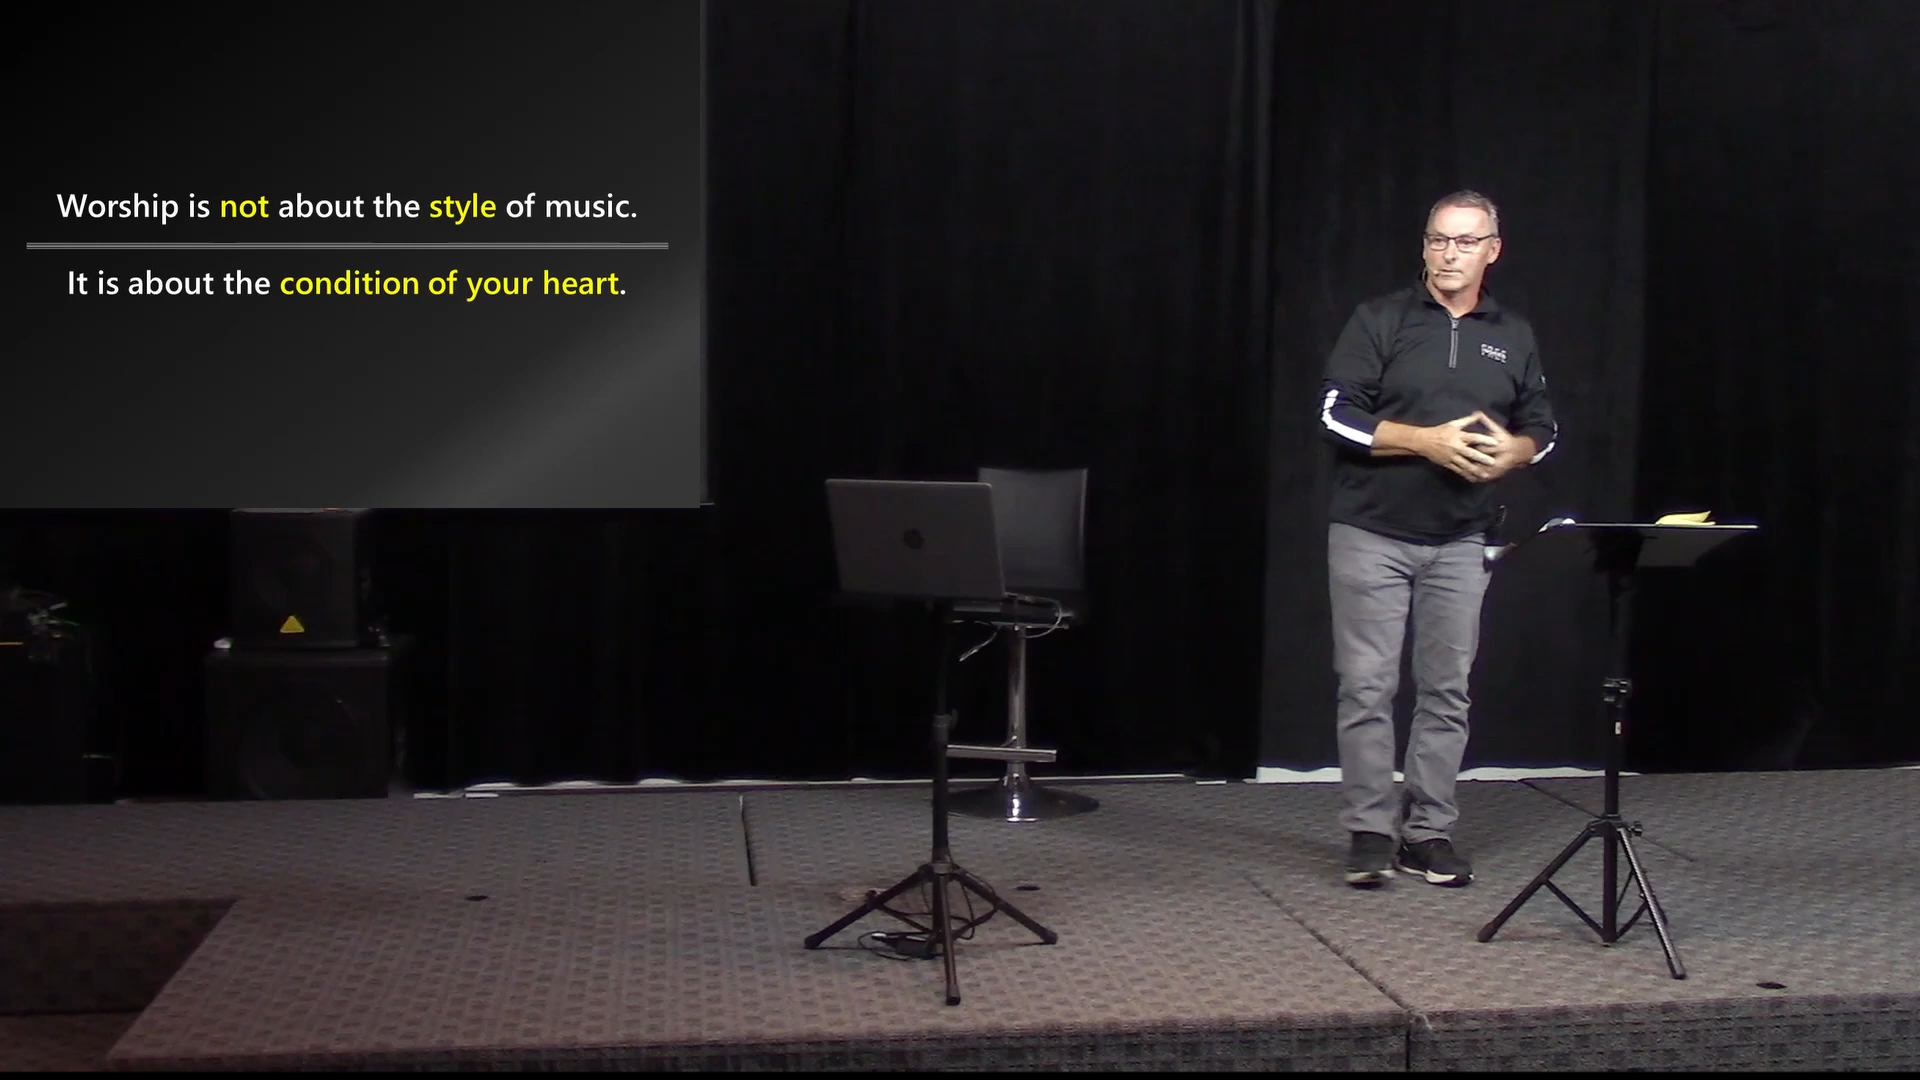 Worship is not about the style of music.
It is about the condition of your heart.